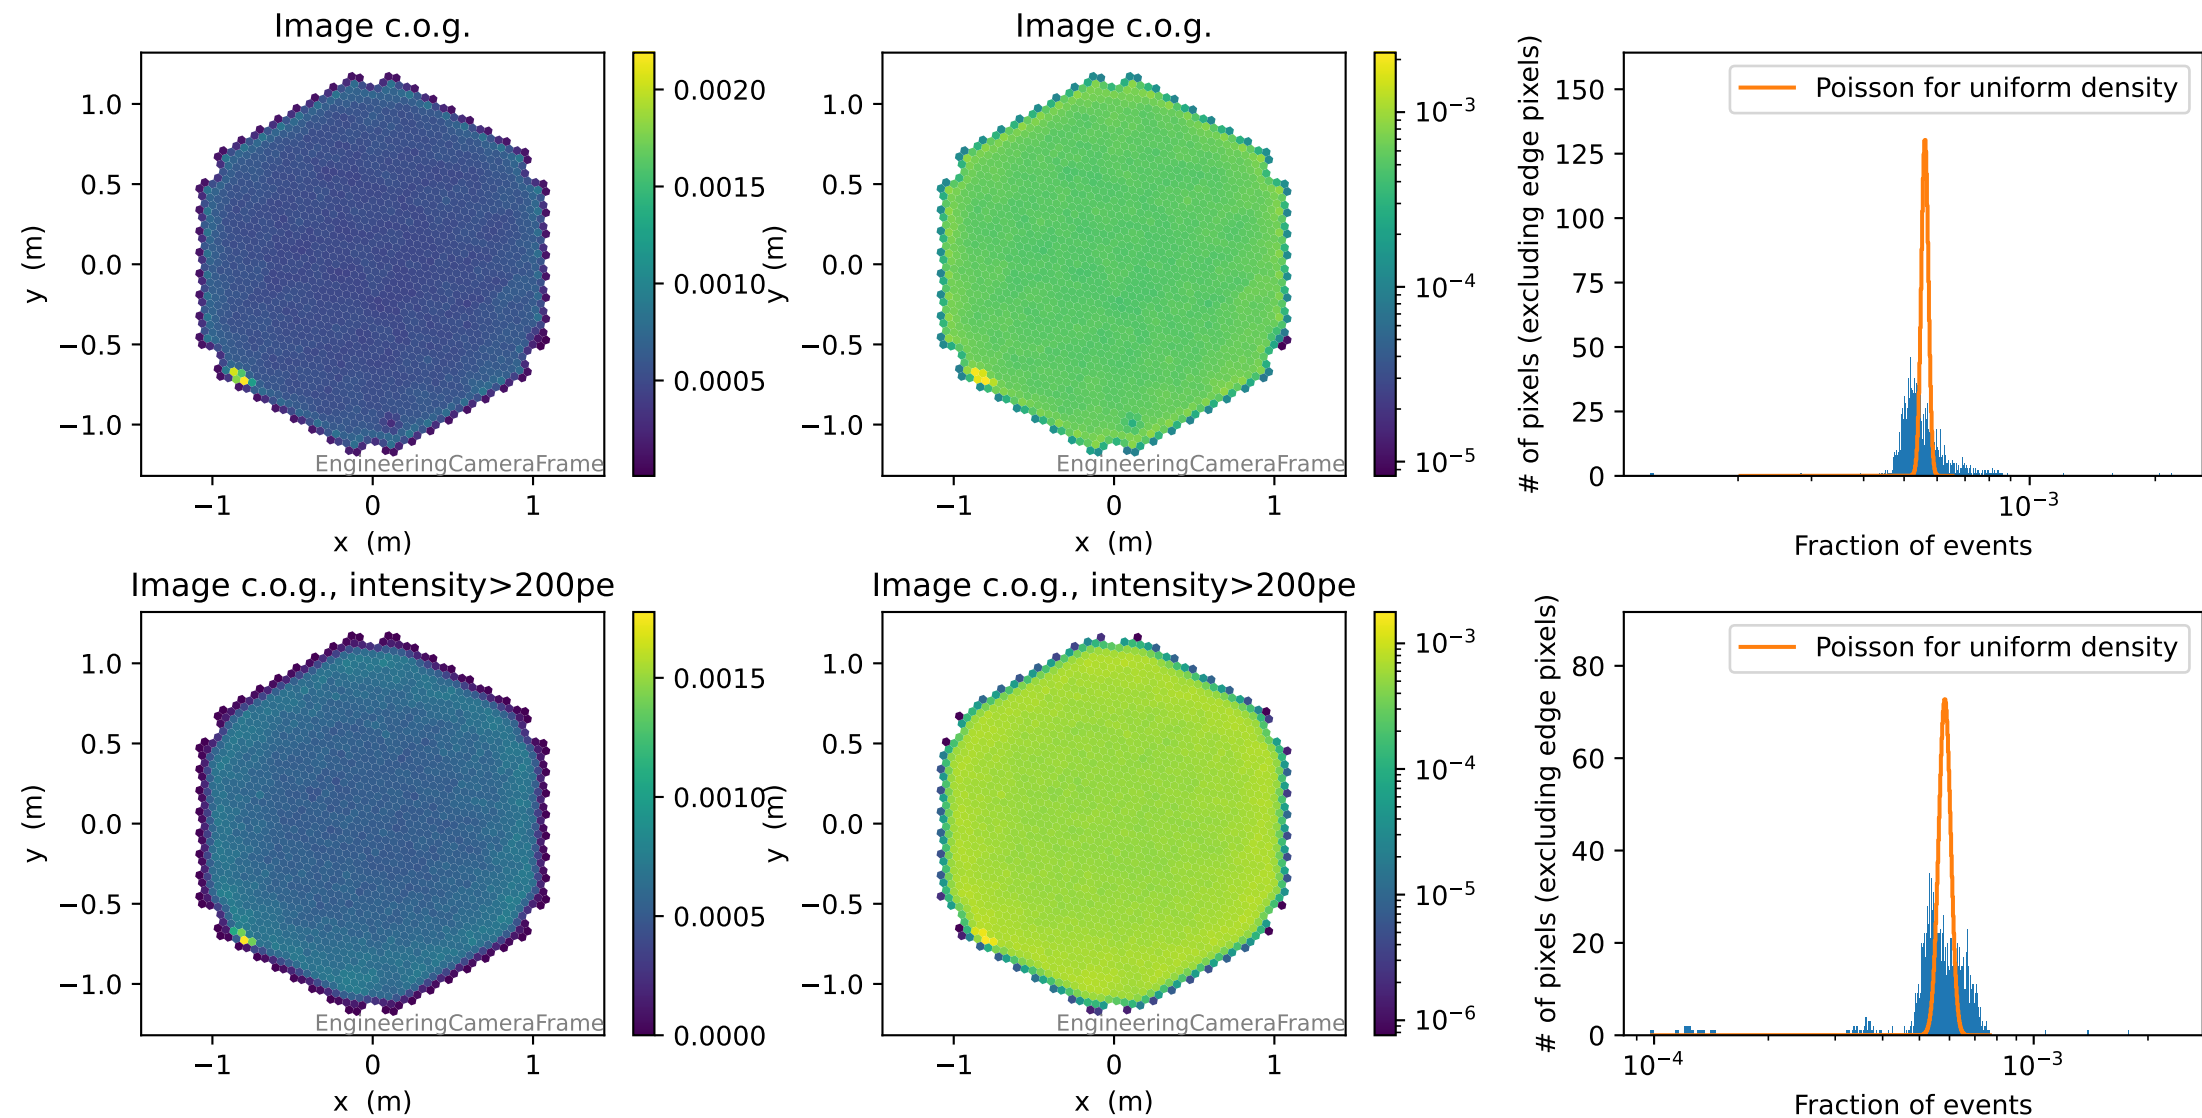 Image c.o.g.
y (m)
1.0
0.5
0.0
−0.5
−1.0
−1 0 1
x (m)
EngineeringCameraFrame
0.0020
0.0015
0.0010
0.0005
Image c.o.g.
y (m)
1.0
0.5
0.0
−0.5
−1.0
−1 0 1
x (m)
EngineeringCameraFrame
10−3
10−4
10−5
# of pixels (excluding edge pixels)
150
125
100
75
50
25
0
Poisson for uniform density
10−3
Fraction of events
Image c.o.g., intensity>200pe
y (m)
1.0
0.5
0.0
−0.5
−1.0
−1 0 1
x (m)
EngineeringCameraFrame
0.0015
0.0010
0.0005
0.0000
Image c.o.g., intensity>200pe
y (m)
1.0
0.5
0.0
−0.5
−1.0
−1 0 1
x (m)
EngineeringCameraFrame
10−3
10−4
10−5
10−6
# of pixels (excluding edge pixels)
80
60
40
20
0
Poisson for uniform density
10−4 10−3
Fraction of events